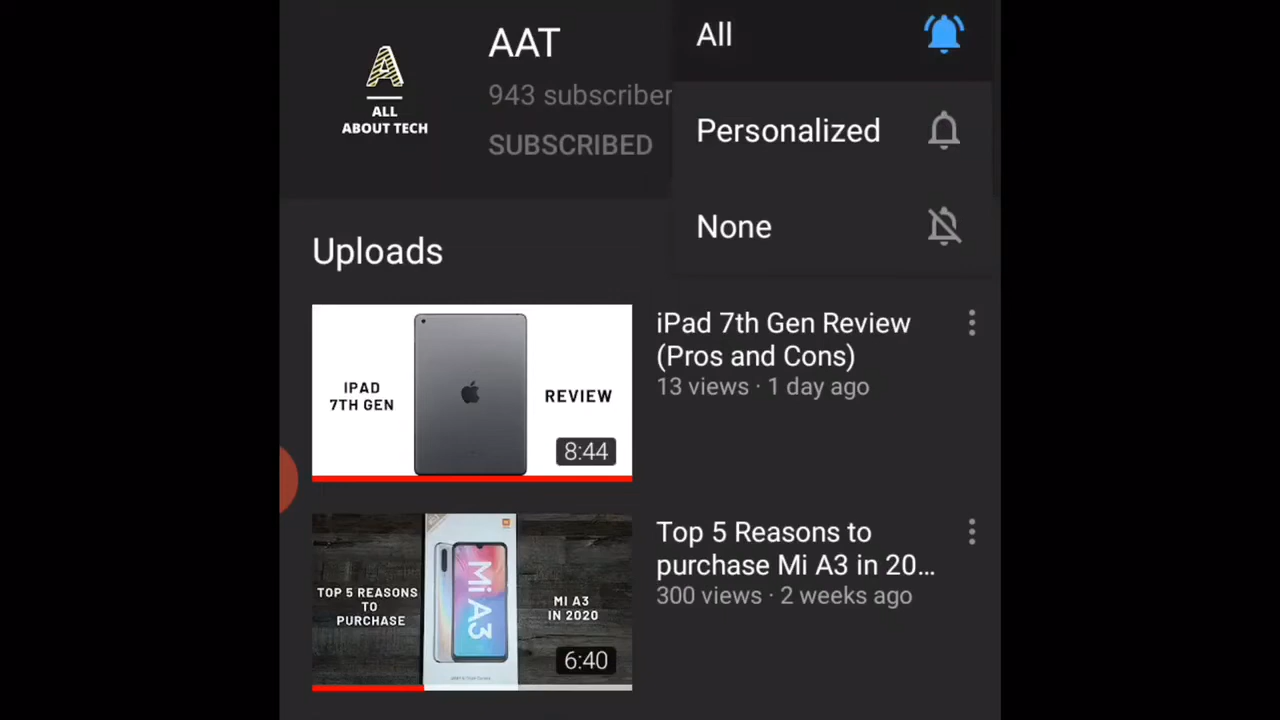 A
ALL
ABOUT TECH
AAT
943 subscriber
SUBSCRIBED
All
Personalized
None
Uploads
IPAD
7TH GEN
REVIEW
8:44
iPad 7th Gen Review
(Pros and Cons)
13 views · 1 day ago
TOP 5 REASONS
TO
PURCHASE
Mi A3
MI A3
IN 2020
6:40
Top 5 Reasons to
purchase Mi A3 in 20...
300 views · 2 weeks ago